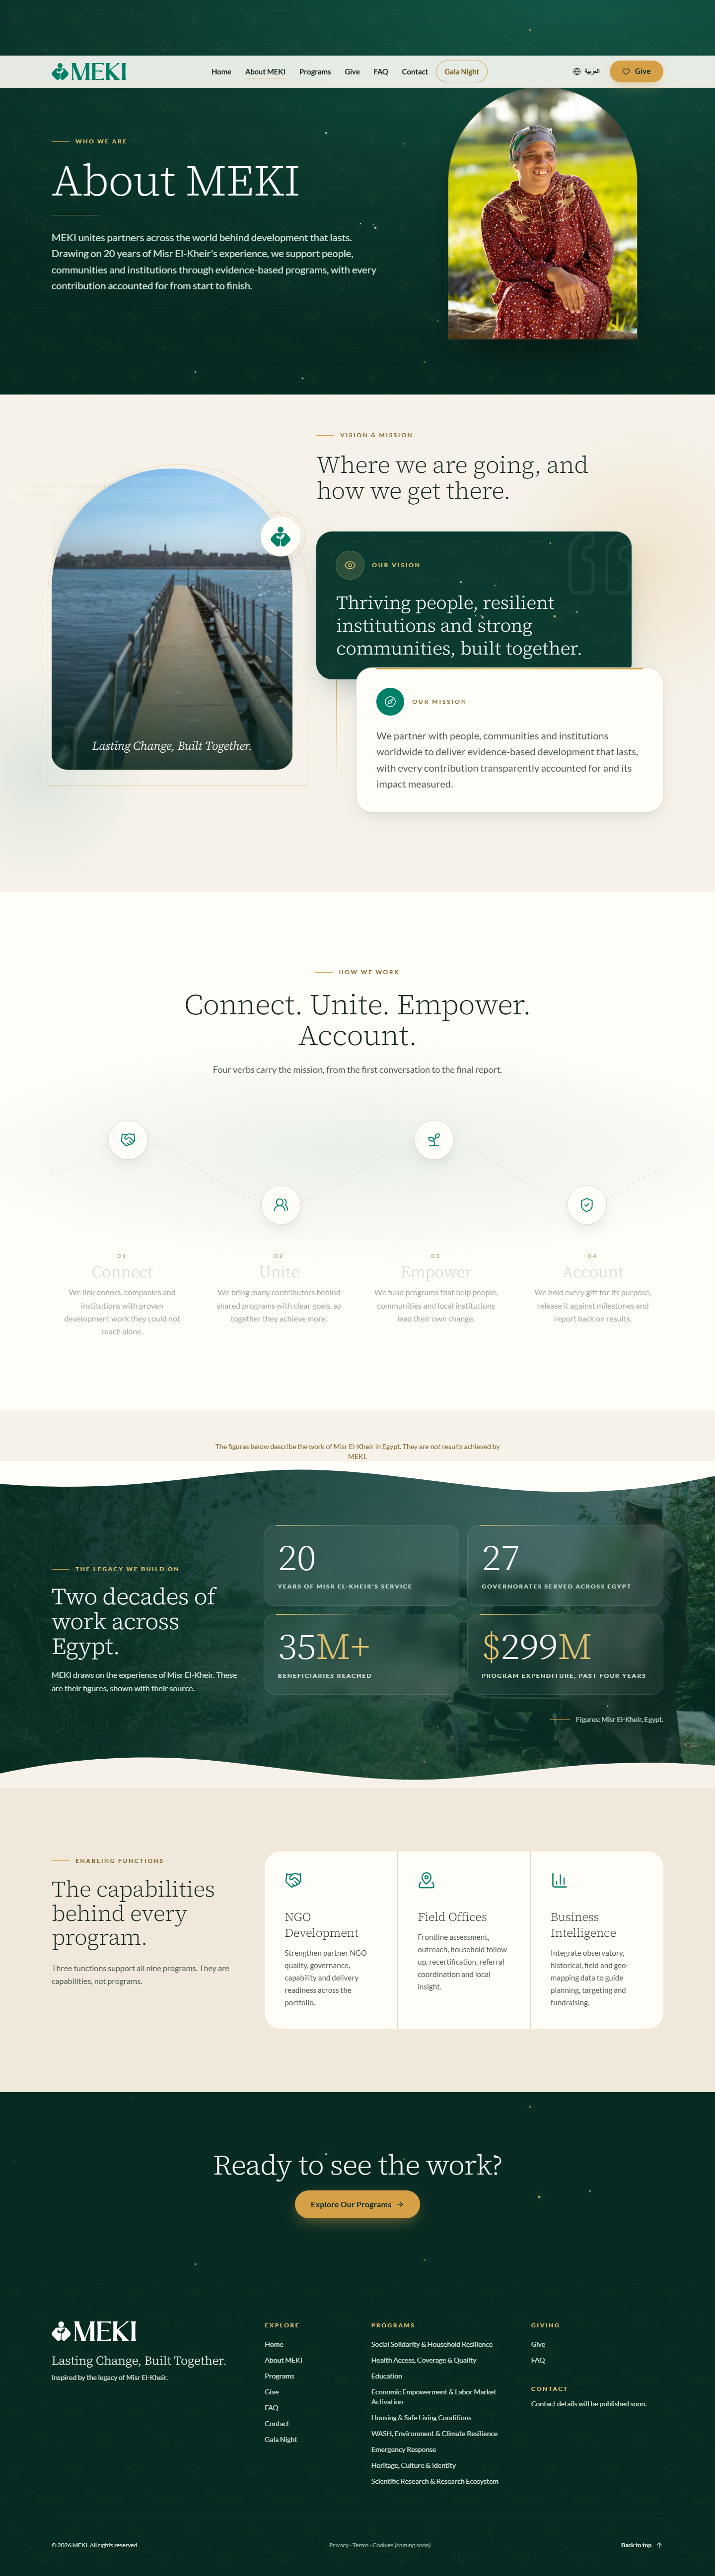 MEKI
Home
About MEKI
Programs
Give
FAQ
Contact
Gala Night
العربية
Give
WHO WE ARE
About MEKI
MEKI unites partners across the world behind development that lasts.
Drawing on 20 years of Misr El-Kheir's experience, we support people,
communities and institutions through evidence-based programs, with every
contribution accounted for from start to finish.
VISION & MISSION
Where we are going, and
how we get there.
Lasting Change, Built Together.
OUR VISION
Thriving people, resilient
institutions and strong
communities, built together.
OUR MISSION
We partner with people, communities and institutions
worldwide to deliver evidence-based development that lasts,
with every contribution transparently accounted for and its
impact measured.
HOW WE WORK
Connect. Unite. Empower.
Account.
Four verbs carry the mission, from the first conversation to the final report.
01
Connect
We link donors, companies and
institutions with proven
development work they could not
reach alone.
02
Unite
We bring many contributors behind
shared programs with clear goals, so
together they achieve more.
03
Empower
We fund programs that help people,
communities and local institutions
lead their own change.
04
Account
We hold every gift for its purpose,
release it against milestones and
report back on results.
The figures below describe the work of Misr El-Kheir in Egypt. They are not results achieved by
MEKI.
THE LEGACY WE BUILD ON
Two decades of
work across
Egypt.
MEKI draws on the experience of Misr El-Kheir. These
are their figures, shown with their source.
20
YEARS OF MISR EL-KHEIR'S SERVICE
27
GOVERNORATES SERVED ACROSS EGYPT
35M+
BENEFICIARIES REACHED
$299M
PROGRAM EXPENDITURE, PAST FOUR YEARS
Figures: Misr El-Kheir, Egypt.
ENABLING FUNCTIONS
The capabilities
behind every
program.
Three functions support all nine programs. They are
capabilities, not programs.
NGO
Development
Strengthen partner NGO
quality, governance,
capability and delivery
readiness across the
portfolio.
Field Offices
Frontline assessment,
outreach, household follow-
up, recertification, referral
coordination and local
insight.
Business
Intelligence
Integrate observatory,
historical, field and geo-
mapping data to guide
planning, targeting and
fundraising.
Ready to see the work?
Explore Our Programs
MEKI
Lasting Change, Built Together.
Inspired by the legacy of Misr El-Kheir.
EXPLORE
Home
About MEKI
Programs
Give
FAQ
Contact
Gala Night
PROGRAMS
Social Solidarity & Household Resilience
Health Access, Coverage & Quality
Education
Economic Empowerment & Labor Market
Activation
Housing & Safe Living Conditions
WASH, Environment & Climate Resilience
Emergency Response
Heritage, Culture & Identity
Scientific Research & Research Ecosystem
GIVING
Give
FAQ
CONTACT
Contact details will be published soon.
© 2026 MEKI. All rights reserved.
Privacy · Terms · Cookies (coming soon)
Back to top